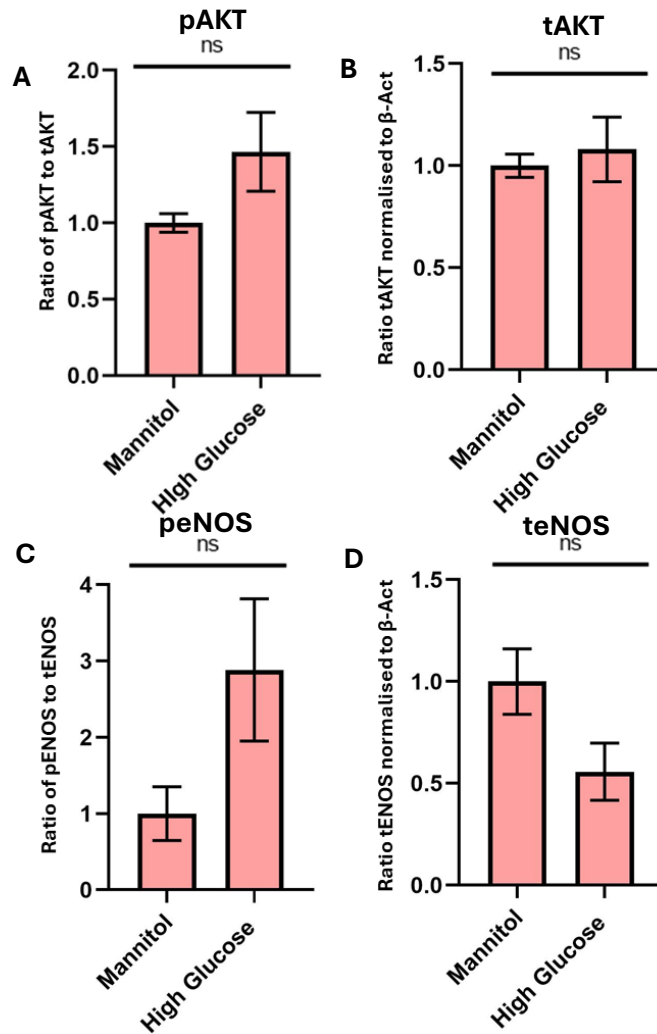 A
pAKT
ns
Ratio of pAKT to tAKT
2.0
1.5
1.0
0.5
0.0
Mannitol
HIgh Glucose
B
tAKT
ns
Ratio tAKT normalised to β-Act
1.5
1.0
0.5
0.0
Mannitol
High Glucose
C
peNOS
ns
Ratio of pENOS to tENOS
4
3
2
1
0
Mannitol
High Glucose
D
teNOS
ns
Ratio tENOS normalised to β-Act
1.5
1.0
0.5
0.0
Mannitol
High Glucose